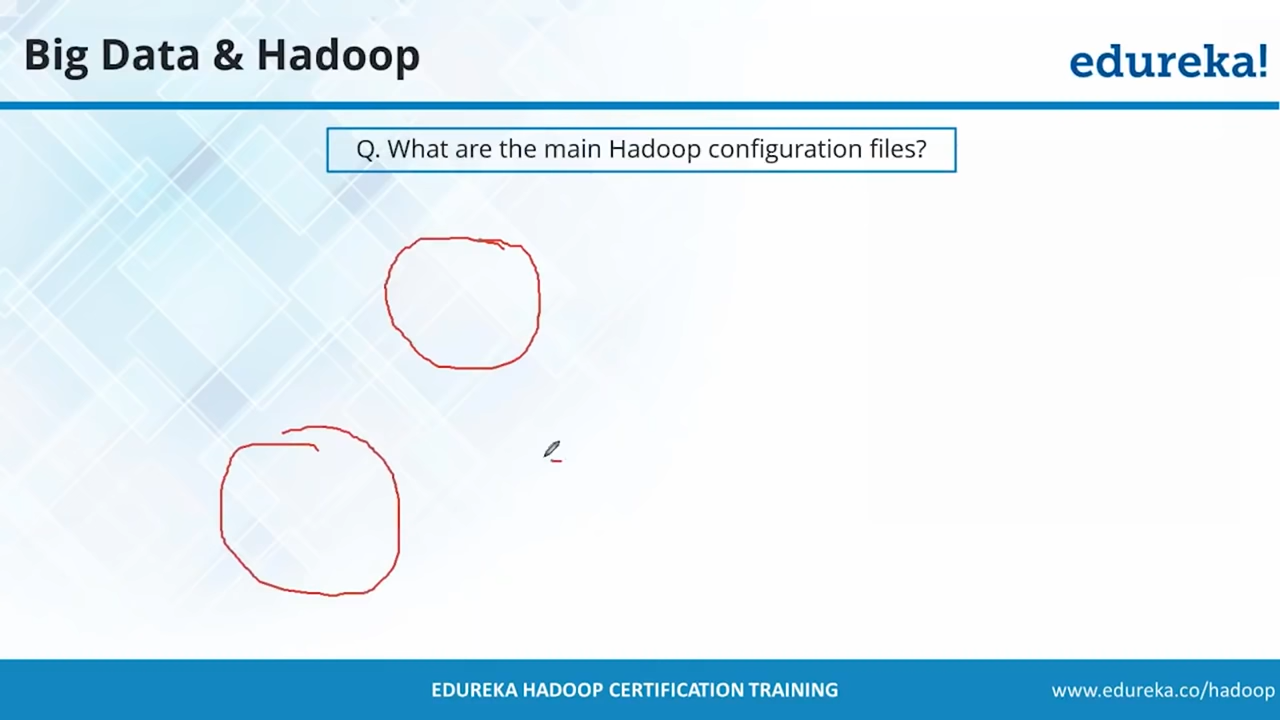 Big Data & Hadoop
edureka!
Q. What are the main Hadoop configuration files?
EDUREKA HADOOP CERTIFICATION TRAINING
www.edureka.co/hadoop